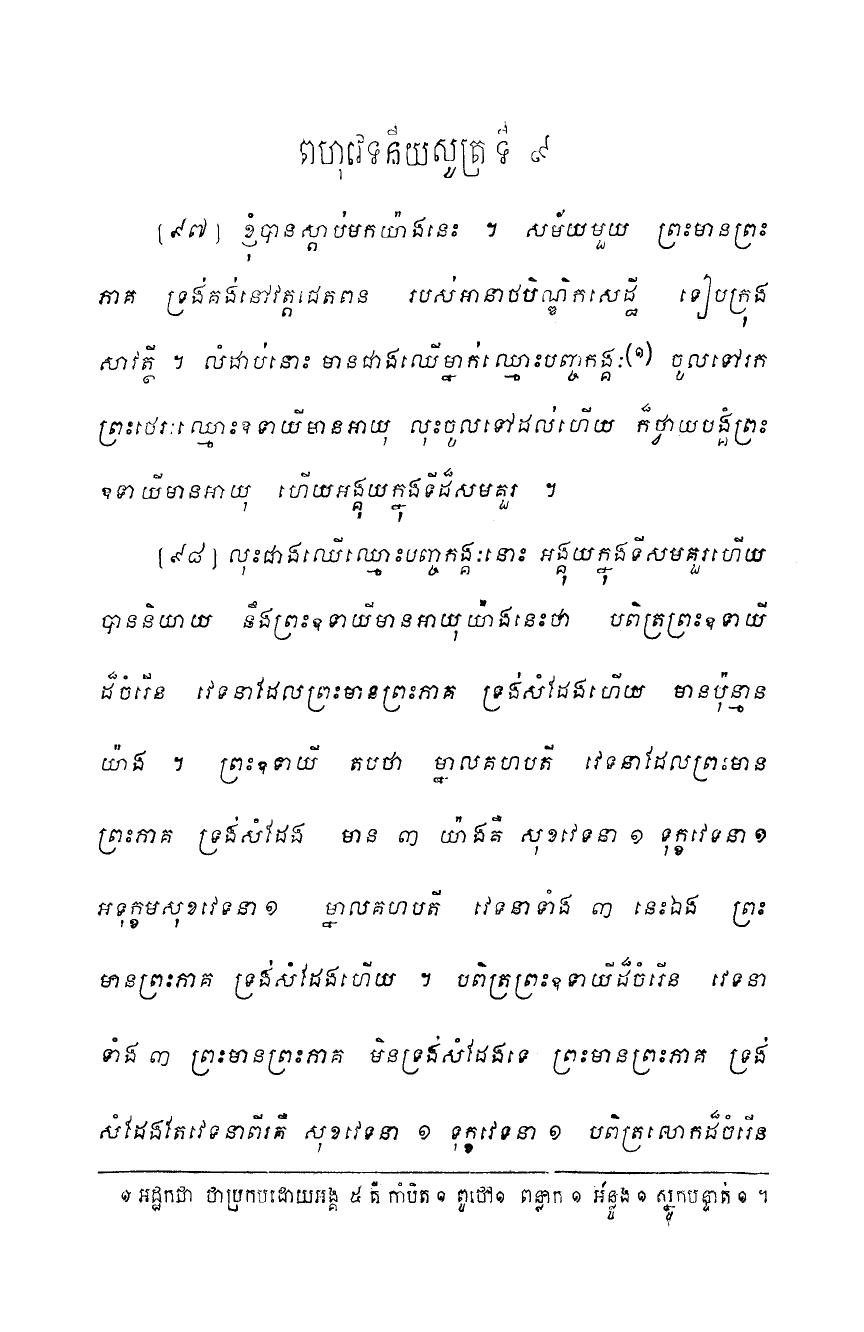 ពហុវេទនីយសូត្រ ទី ៩
[៩៧] ខ្ញុំបានស្តាប់មកយ៉ាងនេះ ។ សម័យមួយ ព្រះមានព្រះ
ភាគ ទ្រង់គង់នៅវត្តជេតពន របស់អនាថបិណ្ឌិកសេដ្ឋី ទៀបក្រុង
សាវត្ថី ។ លំដាប់នោះ មានជាងឈើម្នាក់ឈ្មោះបញ្ចកង្គៈ(១) ចូលទៅរក
ព្រះថេរៈឈ្មោះឧទាយីមានអាយុ លុះចូលទៅដល់ហើយ ក៏ថ្វាយបង្គំព្រះ
ឧទាយីមានអាយុ ហើយអង្គុយក្នុងទីដ៏សមគួរ ។
[៩៨] លុះជាងឈើឈ្មោះបញ្ចកង្គៈនោះ អង្គុយក្នុងទីសមគួរហើយ
បាននិយាយ នឹងព្រះឧទាយីមានអាយុយ៉ាងនេះថា បពិត្រព្រះឧទាយី
ដ៏ចំរើន វេទនាដែលព្រះមានព្រះភាគ ទ្រង់សំដែងហើយ មានប៉ុន្មាន
យ៉ាង ។ ព្រះឧទាយី តបថា ម្នាលគហបតី វេទនាដែលព្រះមាន
ព្រះភាគ ទ្រង់សំដែង មាន ៣ យ៉ាងគឺ សុខវេទនា ១ ទុក្ខវេទនា ១
អទុក្ខមសុខវេទនា ១ ម្នាលគហបតី វេទនាទាំង ៣ នេះឯង ព្រះ
មានព្រះភាគ ទ្រង់សំដែងហើយ ។ បពិត្រព្រះឧទាយីដ៏ចំរើន វេទនា
ទាំង ៣ ព្រះមានព្រះភាគ មិនទ្រង់សំដែងទេ ព្រះមានព្រះភាគ ទ្រង់
សំដែងតែវេទនាពីរគឺ សុខវេទនា ១ ទុក្ខវេទនា ១ បពិត្រលោកដ៏ចំរើន
១ អដ្ឋកថា ថាប្រកបដោយអង្គ ៥ គឺ កាំបិត ១ ពូថៅ ១ ពន្លាក ១ អំន្លូង ១ ស្នូកបន្ទាត់ ១ ។